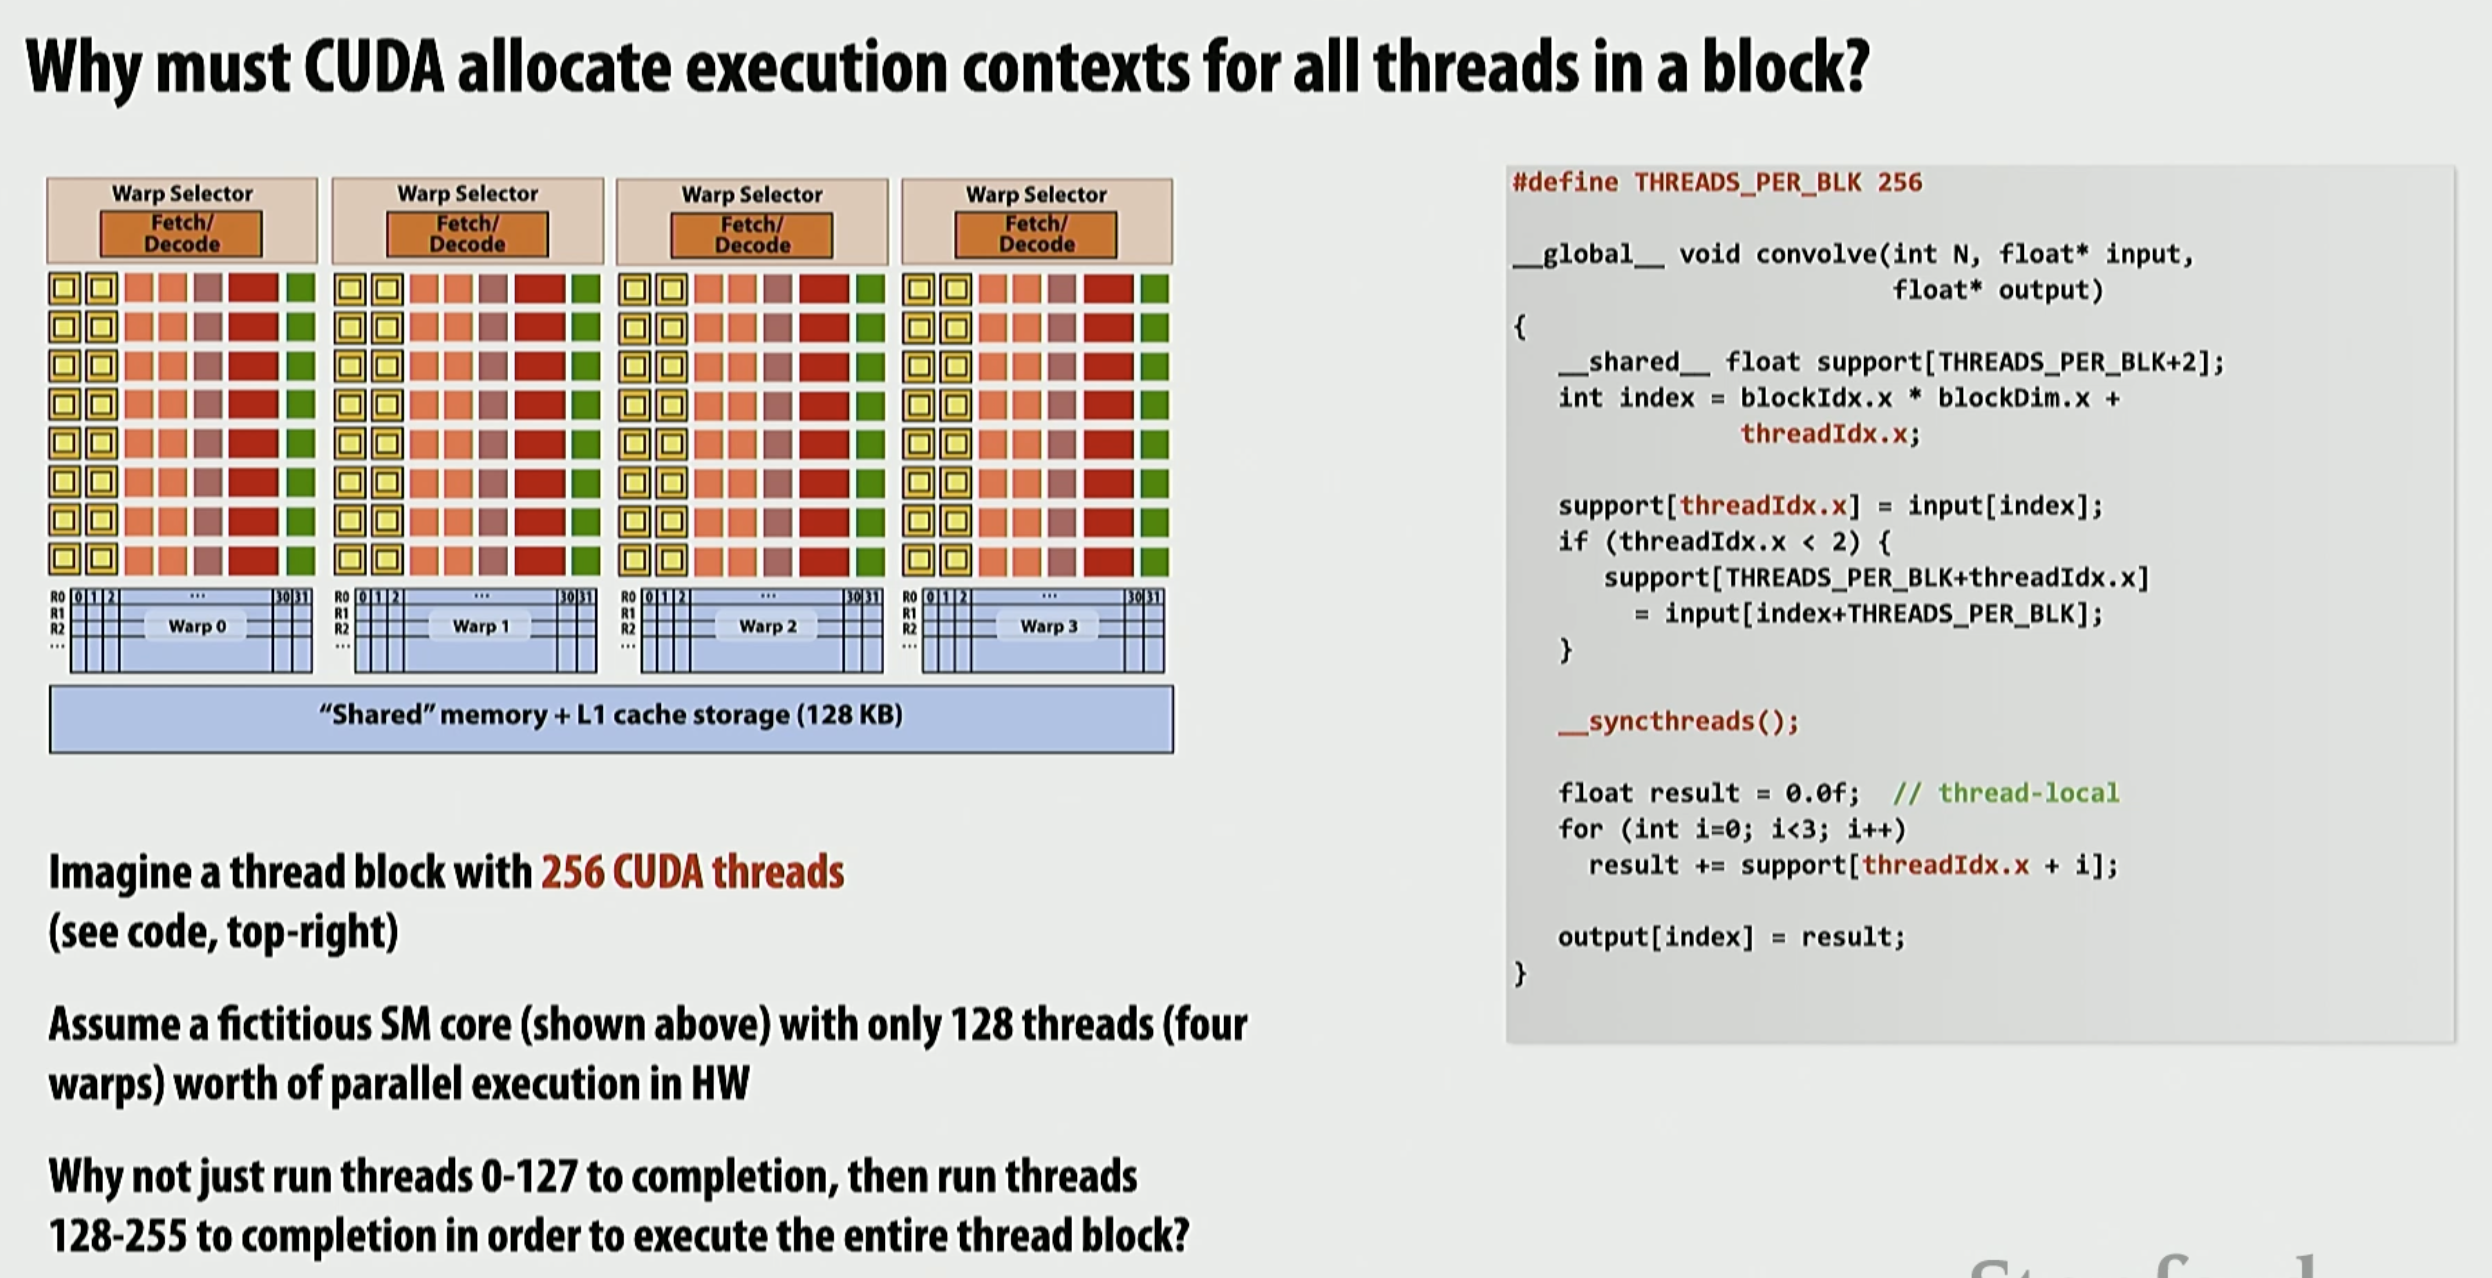 Why must CUDA allocate execution contexts for all threads in a block?
Warp Selector
Fetch/
Decode
Warp Selector
Fetch/
Decode
Warp Selector
Fetch/
Decode
Warp Selector
Fetch/
Decode
R0 0 1 2 ... 30 31
R1
R2 Warp 0
...
R0 0 1 2 ... 30 31
R1
R2 Warp 1
...
R0 0 1 2 ... 30 31
R1
R2 Warp 2
...
R0 0 1 2 ... 30 31
R1
R2 Warp 3
...
“Shared” memory + L1 cache storage (128 KB)
Imagine a thread block with 256 CUDA threads
(see code, top-right)
Assume a fictitious SM core (shown above) with only 128 threads (four
warps) worth of parallel execution in HW
Why not just run threads 0-127 to completion, then run threads
128-255 to completion in order to execute the entire thread block?
#define THREADS_PER_BLK 256
__global__ void convolve(int N, float* input,
float* output)
{
__shared__ float support[THREADS_PER_BLK+2];
int index = blockIdx.x * blockDim.x +
threadIdx.x;
support[threadIdx.x] = input[index];
if (threadIdx.x < 2) {
support[THREADS_PER_BLK+threadIdx.x]
= input[index+THREADS_PER_BLK];
}
__syncthreads();
float result = 0.0f; // thread-local
for (int i=0; i<3; i++)
result += support[threadIdx.x + i];
output[index] = result;
}